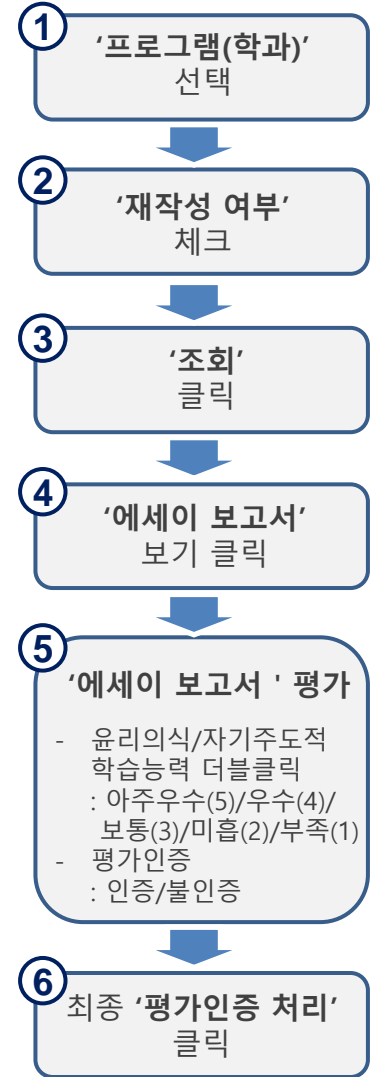 1
‘프로그램(학과)’
선택
2
‘재작성 여부’
체크
3
‘조회’
클릭
4
‘에세이 보고서’
보기 클릭
5
‘에세이 보고서 ' 평가
- 윤리의식/자기주도적
학습능력 더블클릭
: 아주우수(5)/우수(4)/
보통(3)/미흡(2)/부족(1)
- 평가인증
: 인증/불인증
6
최종 ‘평가인증 처리’
클릭